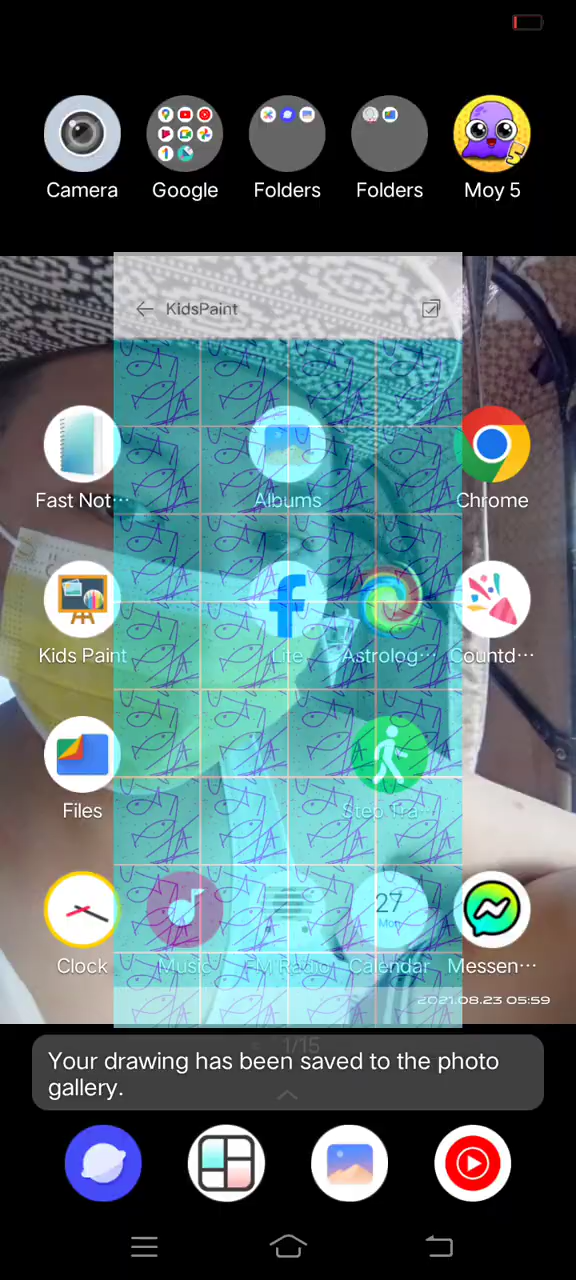 Camera
Google
Folders
Folders
Moy 5
KidsPaint
Fast Not···
Albums
Chrome
Kids Paint
Lite
Astrolog···
Countd···
Files
Step Tra···
27
Mon
Clock
Music
FM Radio
Calendar
Messen···
2021.08.23 05:59
1/15
Your drawing has been saved to the photo
gallery.